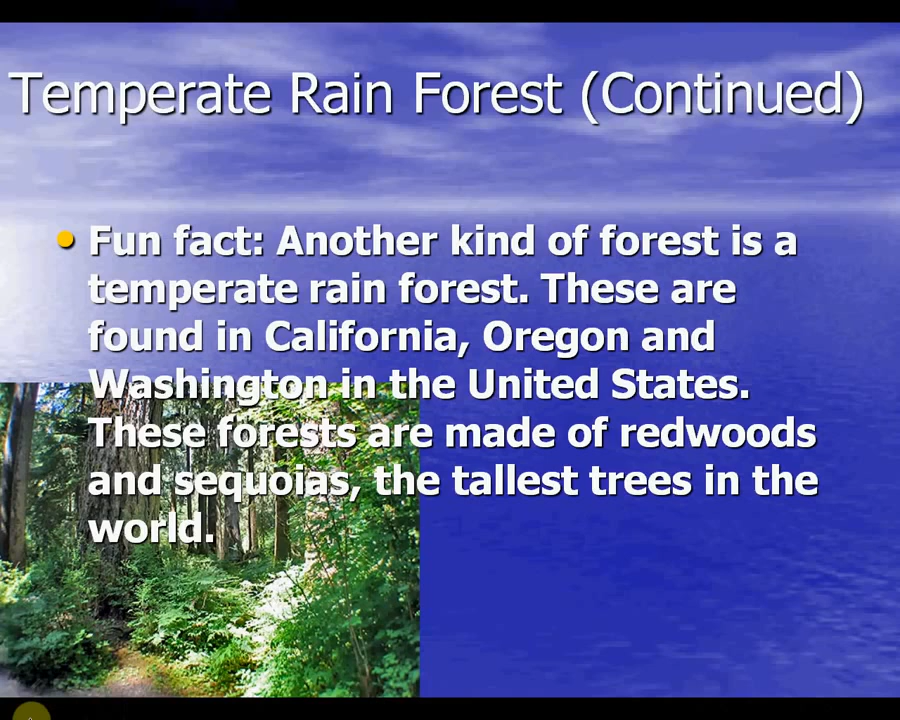 Temperate Rain Forest (Continued)
Fun fact: Another kind of forest is a
temperate rain forest. These are
found in California, Oregon and
Washington in the United States.
These forests are made of redwoods
and sequoias, the tallest trees in the
world.